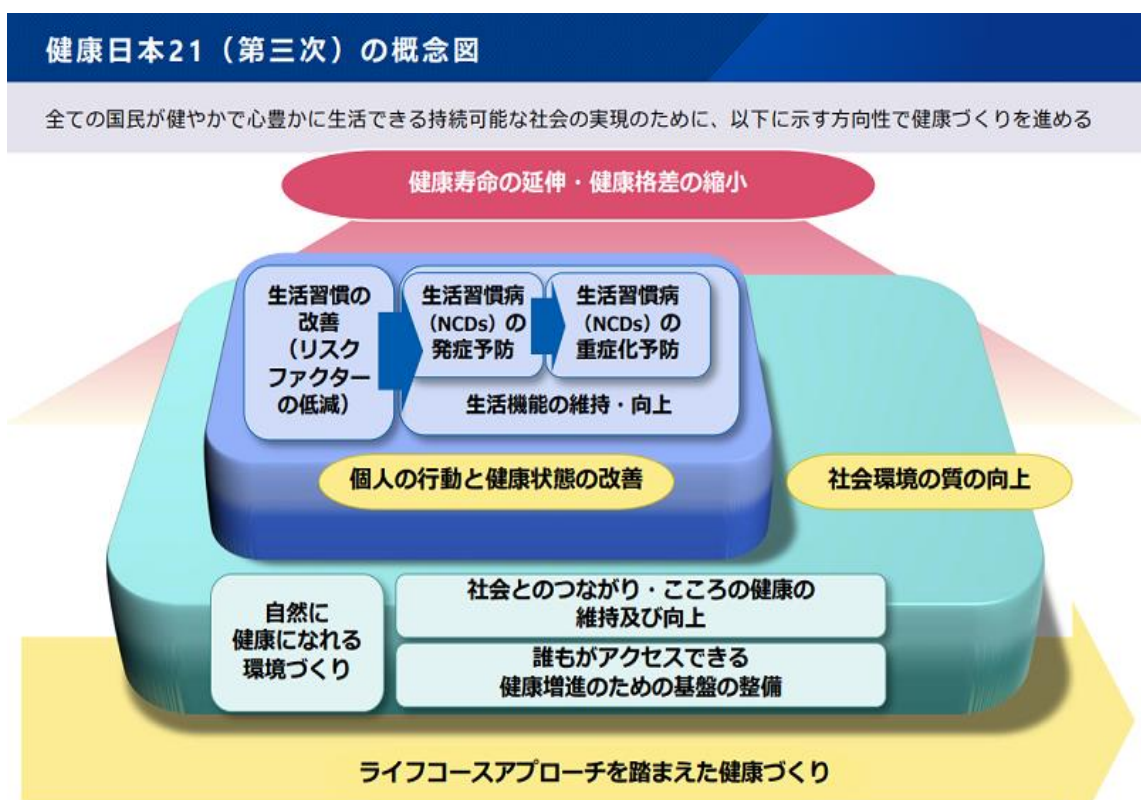 健康日本21（第三次）の概念図
全ての国民が健やかで心豊かに生活できる持続可能な社会の実現のために、以下に示す方向性で健康づくりを進める
健康寿命の延伸・健康格差の縮小
生活習慣の
改善
（リスク
ファクター
の低減）
生活習慣病
（NCDs）の
発症予防
生活習慣病
（NCDs）の
重症化予防
生活機能の維持・向上
個人の行動と健康状態の改善
社会環境の質の向上
自然に
健康になれる
環境づくり
社会とのつながり・こころの健康の
維持及び向上
誰もがアクセスできる
健康増進のための基盤の整備
ライフコースアプローチを踏まえた健康づくり